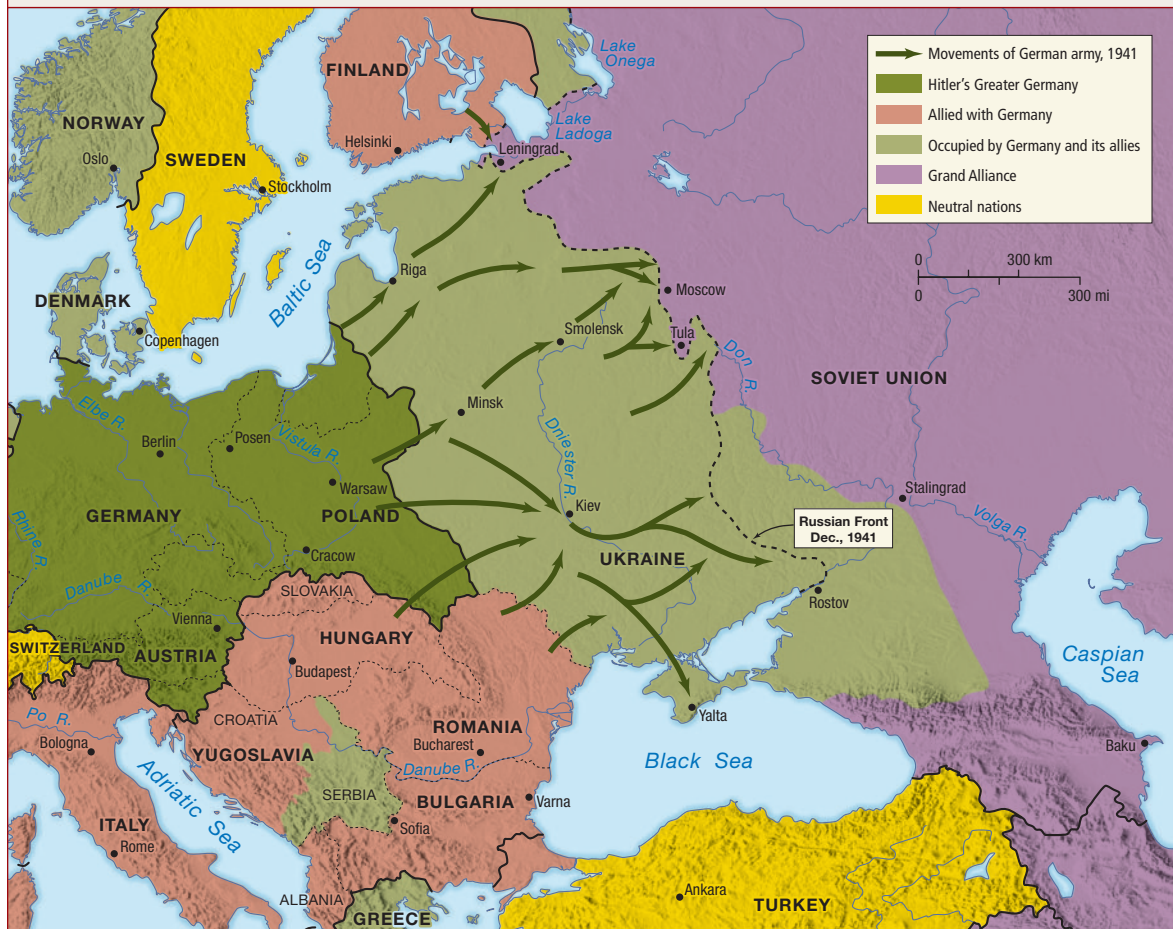 Movements of German army, 1941
Hitler's Greater Germany
Allied with Germany
Occupied by Germany and its allies
Grand Alliance
Neutral nations
0 300 km
0 300 mi
FINLAND
Lake
Onega
NORWAY
Oslo
SWEDEN
Helsinki
Lake
Ladoga
Leningrad
Stockholm
Baltic Sea
Riga
DENMARK
Copenhagen
Moscow
Smolensk
Tula
Don R.
SOVIET UNION
Elbe R.
Minsk
Berlin
Posen
Vistula R.
Dniester R.
Warsaw
Stalingrad
GERMANY
POLAND
Kiev
Volga R.
Rhine R.
Russian Front
Dec., 1941
Cracow
UKRAINE
Danube R.
SLOVAKIA
Rostov
Vienna
HUNGARY
SWITZERLAND
AUSTRIA
Budapest
Caspian
Sea
CROATIA
Yalta
Po R.
ROMANIA
Bologna
YUGOSLAVIA
Bucharest
Baku
Black Sea
Danube R.
Adriatic Sea
SERBIA
BULGARIA
Varna
ITALY
Sofia
Rome
Ankara
ALBANIA
TURKEY
GREECE